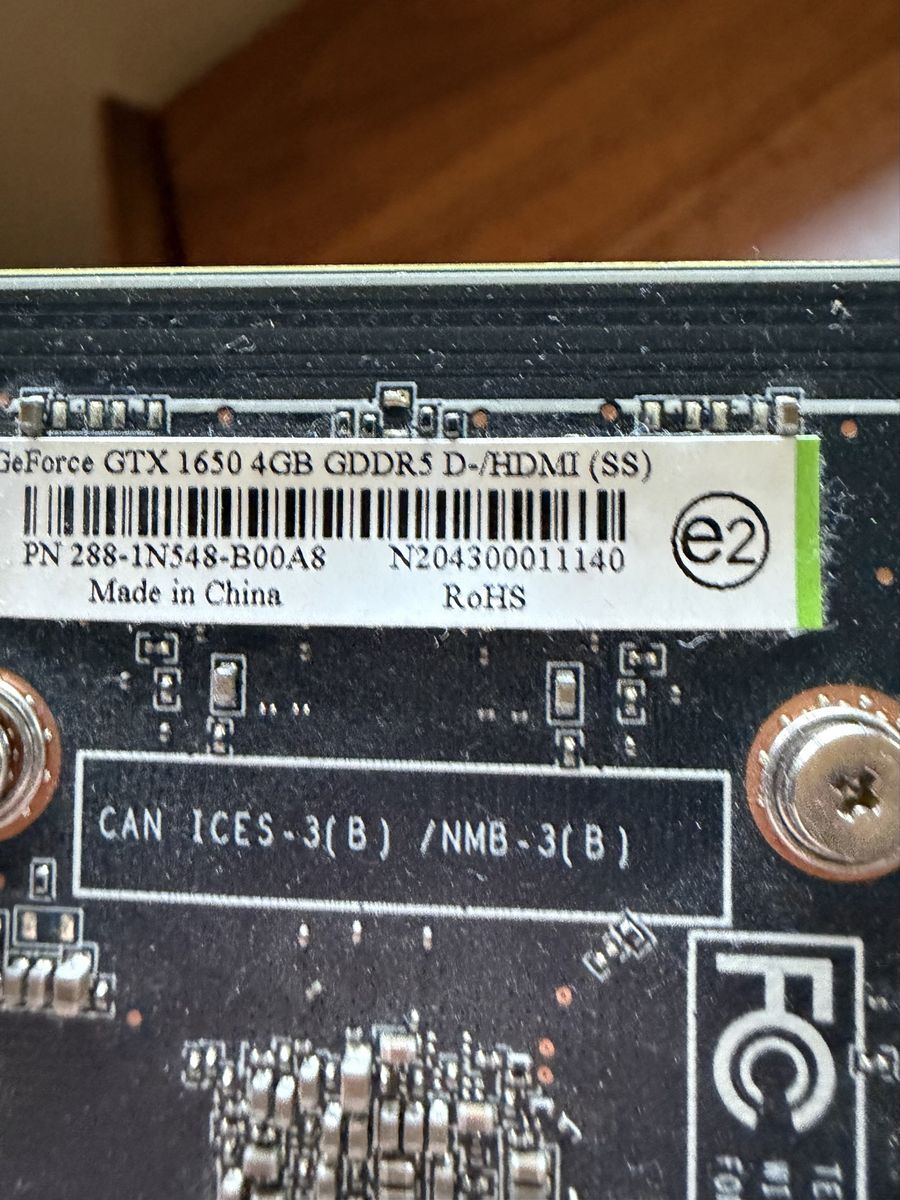 GeForce GTX 1650 4GB GDDR5 D-/HDMI (SS)
PN 288-1N548-B00A8 N204300011140
e2
Made in China RoHS
CAN ICES-3(B) /NMB-3(B)
FC